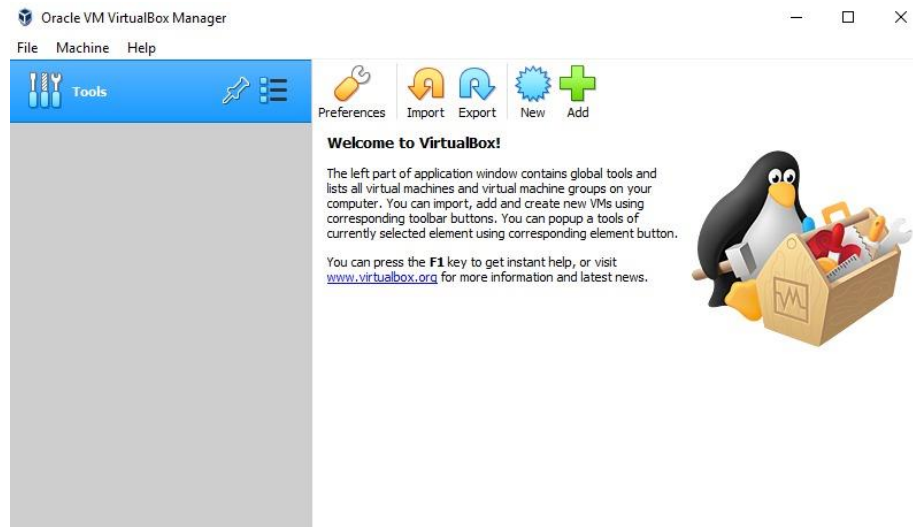 Oracle VM VirtualBox Manager
File Machine Help
Tools
Preferences Import Export New Add
Welcome to VirtualBox!
The left part of application window contains global tools and
lists all virtual machines and virtual machine groups on your
computer. You can import, add and create new VMs using
corresponding toolbar buttons. You can popup a tools of
currently selected element using corresponding element button.
You can press the F1 key to get instant help, or visit
www.virtualbox.org for more information and latest news.